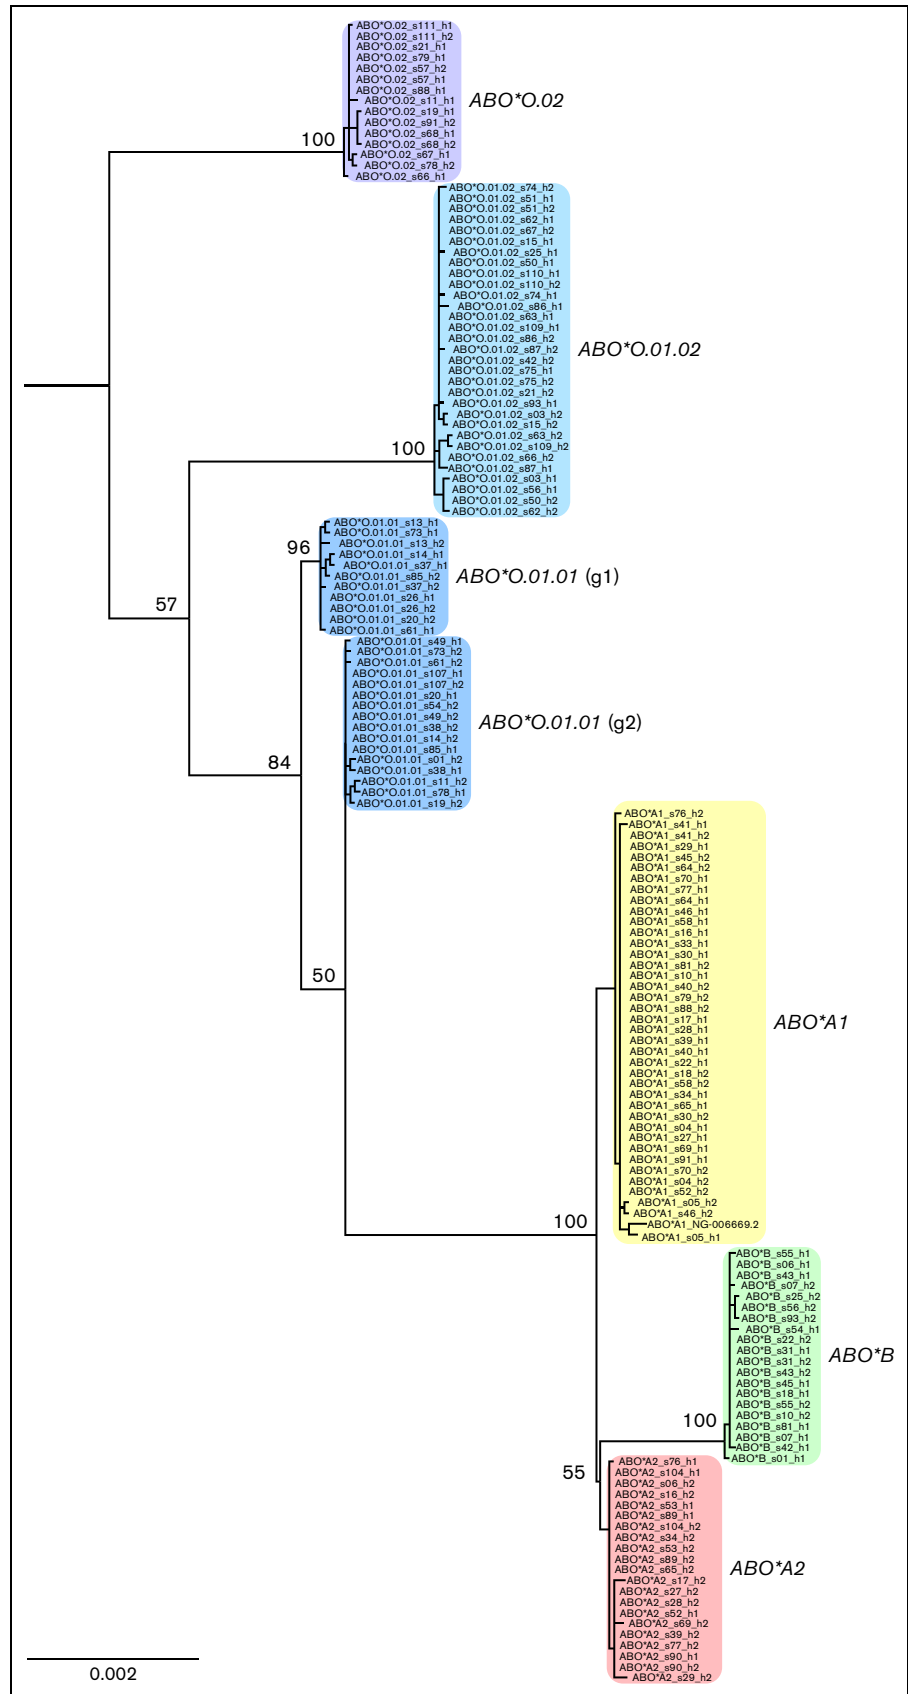 ABO*O.02_s111_h1
ABO*O.02_s111_h2
ABO*O.02_s21_h1
ABO*O.02_s79_h1
ABO*O.02_s57_h2
ABO*O.02_s57_h1
ABO*O.02_s88_h1
ABO*O.02_s11_h1
ABO*O.02_s19_h1
ABO*O.02_s91_h2
ABO*O.02_s68_h1
ABO*O.02_s68_h2
ABO*O.02_s67_h1
ABO*O.02_s78_h2
ABO*O.02_s66_h1
ABO*O.02
100
ABO*O.01.02_s74_h2
ABO*O.01.02_s51_h1
ABO*O.01.02_s51_h2
ABO*O.01.02_s62_h1
ABO*O.01.02_s67_h2
ABO*O.01.02_s15_h1
ABO*O.01.02_s25_h1
ABO*O.01.02_s50_h1
ABO*O.01.02_s110_h1
ABO*O.01.02_s110_h2
ABO*O.01.02_s74_h1
ABO*O.01.02_s86_h1
ABO*O.01.02_s63_h1
ABO*O.01.02_s109_h1
ABO*O.01.02_s86_h2
ABO*O.01.02_s87_h2
ABO*O.01.02_s42_h2
ABO*O.01.02_s75_h1
ABO*O.01.02_s75_h2
ABO*O.01.02_s21_h2
ABO*O.01.02_s93_h1
ABO*O.01.02_s03_h2
ABO*O.01.02_s15_h2
ABO*O.01.02_s63_h2
ABO*O.01.02_s109_h2
ABO*O.01.02_s66_h2
ABO*O.01.02_s87_h1
ABO*O.01.02_s03_h1
ABO*O.01.02_s56_h1
ABO*O.01.02_s50_h2
ABO*O.01.02_s62_h2
ABO*O.01.02
100
ABO*O.01.01_s13_h1
ABO*O.01.01_s73_h1
ABO*O.01.01_s13_h2
ABO*O.01.01_s14_h1
ABO*O.01.01_s37_h1
ABO*O.01.01_s85_h2
ABO*O.01.01_s37_h2
ABO*O.01.01_s26_h1
ABO*O.01.01_s26_h2
ABO*O.01.01_s20_h2
ABO*O.01.01_s61_h1
96
ABO*O.01.01 (g1)
57
ABO*O.01.01_s49_h1
ABO*O.01.01_s73_h2
ABO*O.01.01_s61_h2
ABO*O.01.01_s107_h1
ABO*O.01.01_s107_h2
ABO*O.01.01_s20_h1
ABO*O.01.01_s54_h2
ABO*O.01.01_s49_h2
ABO*O.01.01_s38_h2
ABO*O.01.01_s14_h2
ABO*O.01.01_s85_h1
ABO*O.01.01_s01_h2
ABO*O.01.01_s38_h1
ABO*O.01.01_s11_h2
ABO*O.01.01_s78_h1
ABO*O.01.01_s19_h2
ABO*O.01.01 (g2)
84
50
ABO*A1_s76_h2
ABO*A1_s41_h1
ABO*A1_s41_h2
ABO*A1_s29_h1
ABO*A1_s45_h2
ABO*A1_s64_h2
ABO*A1_s70_h1
ABO*A1_s77_h1
ABO*A1_s64_h1
ABO*A1_s46_h1
ABO*A1_s58_h1
ABO*A1_s16_h1
ABO*A1_s33_h1
ABO*A1_s30_h1
ABO*A1_s81_h2
ABO*A1_s10_h1
ABO*A1_s40_h2
ABO*A1_s79_h2
ABO*A1_s88_h2
ABO*A1_s17_h1
ABO*A1_s28_h1
ABO*A1_s39_h1
ABO*A1_s40_h1
ABO*A1_s22_h1
ABO*A1_s18_h2
ABO*A1_s58_h2
ABO*A1_s34_h1
ABO*A1_s65_h1
ABO*A1_s30_h2
ABO*A1_s04_h1
ABO*A1_s27_h1
ABO*A1_s69_h1
ABO*A1_s91_h1
ABO*A1_s70_h2
ABO*A1_s04_h2
ABO*A1_s52_h2
ABO*A1_s05_h2
ABO*A1_s46_h2
ABO*A1_NG-006669.2
ABO*A1_s05_h1
ABO*A1
100
ABO*B_s55_h1
ABO*B_s06_h1
ABO*B_s43_h1
ABO*B_s07_h2
ABO*B_s25_h2
ABO*B_s56_h2
ABO*B_s93_h2
ABO*B_s54_h1
ABO*B_s22_h2
ABO*B_s31_h1
ABO*B_s31_h2
ABO*B_s43_h2
ABO*B_s45_h1
ABO*B_s18_h1
ABO*B_s55_h2
ABO*B_s10_h2
ABO*B_s81_h1
ABO*B_s07_h1
ABO*B_s42_h1
ABO*B_s01_h1
ABO*B
100
55
ABO*A2_s76_h1
ABO*A2_s104_h1
ABO*A2_s06_h2
ABO*A2_s16_h2
ABO*A2_s53_h1
ABO*A2_s89_h1
ABO*A2_s104_h2
ABO*A2_s34_h2
ABO*A2_s53_h2
ABO*A2_s89_h2
ABO*A2_s65_h2
ABO*A2_s17_h2
ABO*A2_s27_h2
ABO*A2_s28_h2
ABO*A2_s52_h1
ABO*A2_s69_h2
ABO*A2_s39_h2
ABO*A2_s77_h2
ABO*A2_s90_h1
ABO*A2_s90_h2
ABO*A2_s29_h2
ABO*A2
0.002